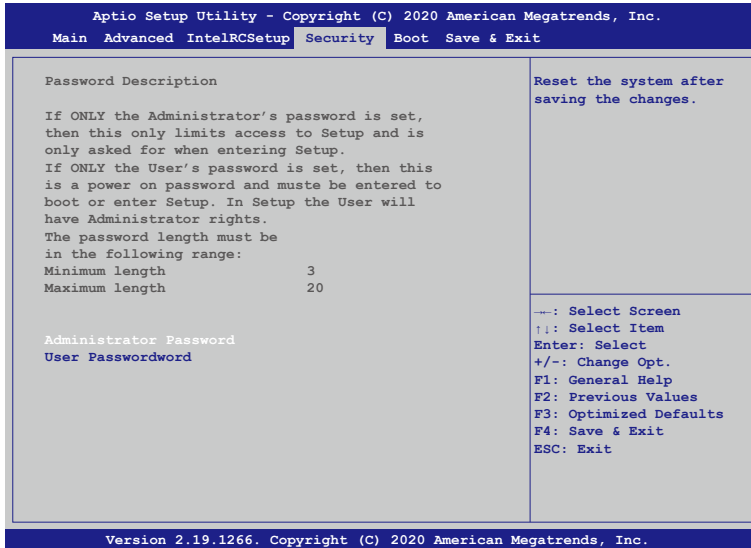 Aptio Setup Utility - Copyright (C) 2020 American Megatrends, Inc.
Main Advanced IntelRCSetup Security Boot Save & Exit
Password Description
If ONLY the Administrator's password is set,
then this only limits access to Setup and is
only asked for when entering Setup.
If ONLY the User's password is set, then this
is a power on password and muste be entered to
boot or enter Setup. In Setup the User will
have Administrator rights.
The password length must be
in the following range:
Minimum length 3
Maximum length 20
Administrator Password
User Passwordword
Reset the system after
saving the changes.
→←: Select Screen
↑↓: Select Item
Enter: Select
+/-: Change Opt.
F1: General Help
F2: Previous Values
F3: Optimized Defaults
F4: Save & Exit
ESC: Exit
Version 2.19.1266. Copyright (C) 2020 American Megatrends, Inc.